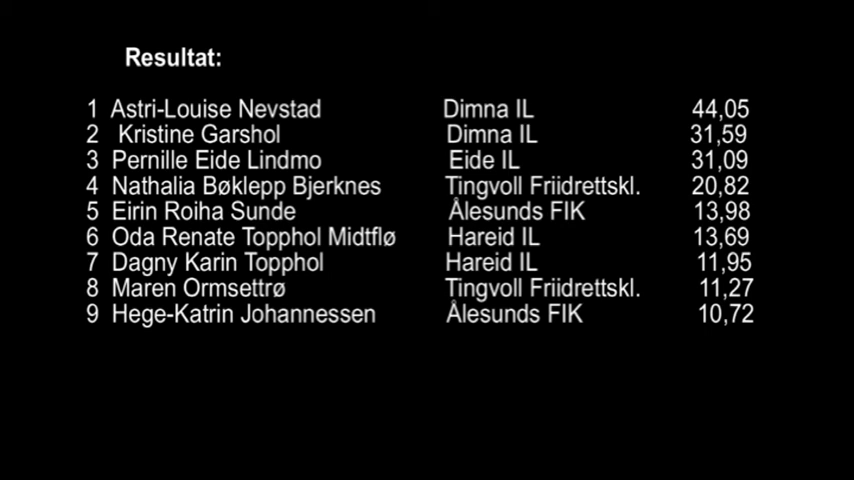 Resultat:
1 Astri-Louise Nevstad Dimna IL 44,05
2 Kristine Garshol Dimna IL 31,59
3 Pernille Eide Lindmo Eide IL 31,09
4 Nathalia Bøklepp Bjerknes Tingvoll Friidrettskl. 20,82
5 Eirin Roiha Sunde Ålesunds FIK 13,98
6 Oda Renate Topphol Midtflø Hareid IL 13,69
7 Dagny Karin Topphol Hareid IL 11,95
8 Maren Ormsettrø Tingvoll Friidrettskl. 11,27
9 Hege-Katrin Johannessen Ålesunds FIK 10,72